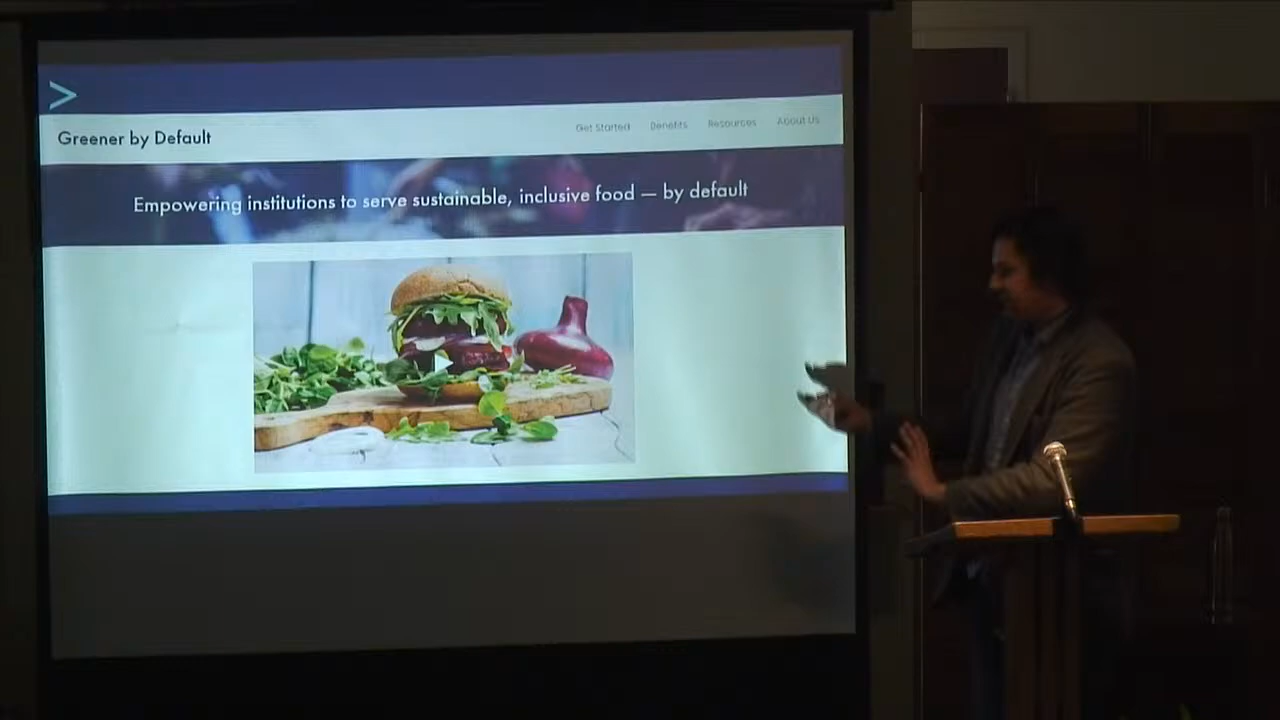 >
Greener by Default
Get Started Benefits Resources About Us
Empowering institutions to serve sustainable, inclusive food — by default